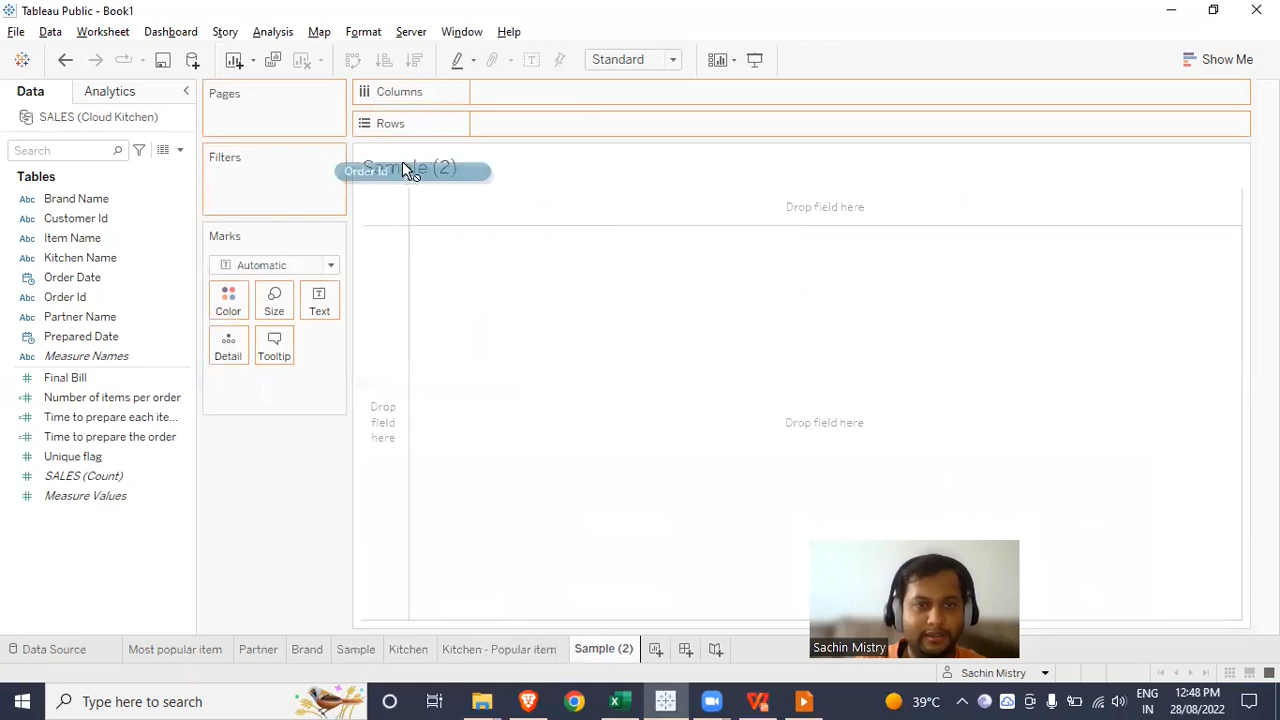 Tableau Public - Book1
File Data Worksheet Dashboard Story Analysis Map Format Server Window Help
Standard
Show Me
Data Analytics
SALES (Cloud Kitchen)
Search
Tables
Abc Brand Name
Abc Customer Id
Abc Item Name
Abc Kitchen Name
Order Date
Abc Order Id
Abc Partner Name
Prepared Date
Abc Measure Names
Final Bill
Number of items per order
Time to prepare each ite...
Time to prepare the order
Unique flag
SALES (Count)
Measure Values
Pages
Filters
Marks
Automatic
Color Size Text
Detail Tooltip
Columns
Rows
Sample (2)
Order Id
Drop field here
Drop
field
here
Drop field here
Sachin Mistry
Data Source Most popular item Partner Brand Sample Kitchen Kitchen - Popular item Sample (2)
Sachin Mistry
Type here to search
39°C
ENG
IN
12:48 PM
28/08/2022